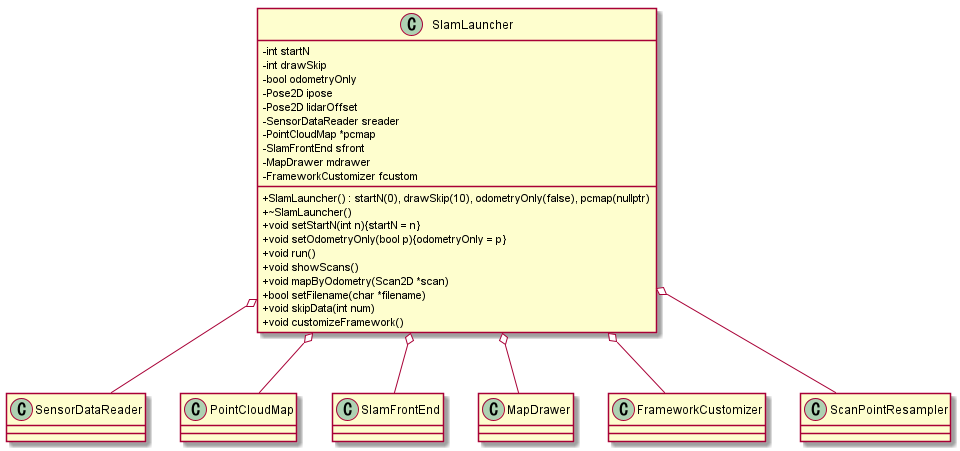 C SlamLauncher
-int startN
-int drawSkip
-bool odometryOnly
-Pose2D ipose
-Pose2D lidarOffset
-SensorDataReader sreader
-PointCloudMap *pcmap
-SlamFrontEnd sfront
-MapDrawer mdrawer
-FrameworkCustomizer fcustom
+SlamLauncher() : startN(0), drawSkip(10), odometryOnly(false), pcmap(nullptr)
+~SlamLauncher()
+void setStartN(int n){startN = n}
+void setOdometryOnly(bool p){odometryOnly = p}
+void run()
+void showScans()
+void mapByOdometry(Scan2D *scan)
+bool setFilename(char *filename)
+void skipData(int num)
+void customizeFramework()
C SensorDataReader
C PointCloudMap
C SlamFrontEnd
C MapDrawer
C FrameworkCustomizer
C ScanPointResampler